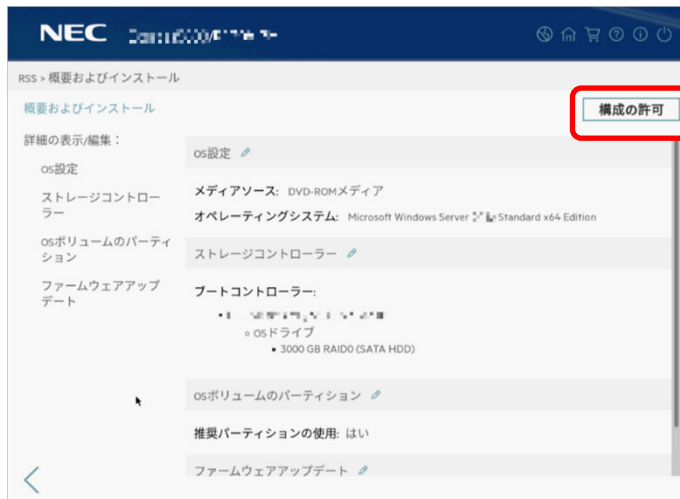 NEC
RSS > 概要およびインストール
概要およびインストール
構成の許可
詳細の表示/編集：
OS設定
ストレージコントロー
ラー
OSボリュームのパーティ
ション
ファームウェアアップ
デート
OS設定
メディアソース: DVD-ROMメディア
オペレーティングシステム: Microsoft Windows Server Standard x64 Edition
ストレージコントローラー
ブートコントローラー:
OSドライブ
3000 GB RAID0 (SATA HDD)
OSボリュームのパーティション
推奨パーティションの使用: はい
ファームウェアアップデート